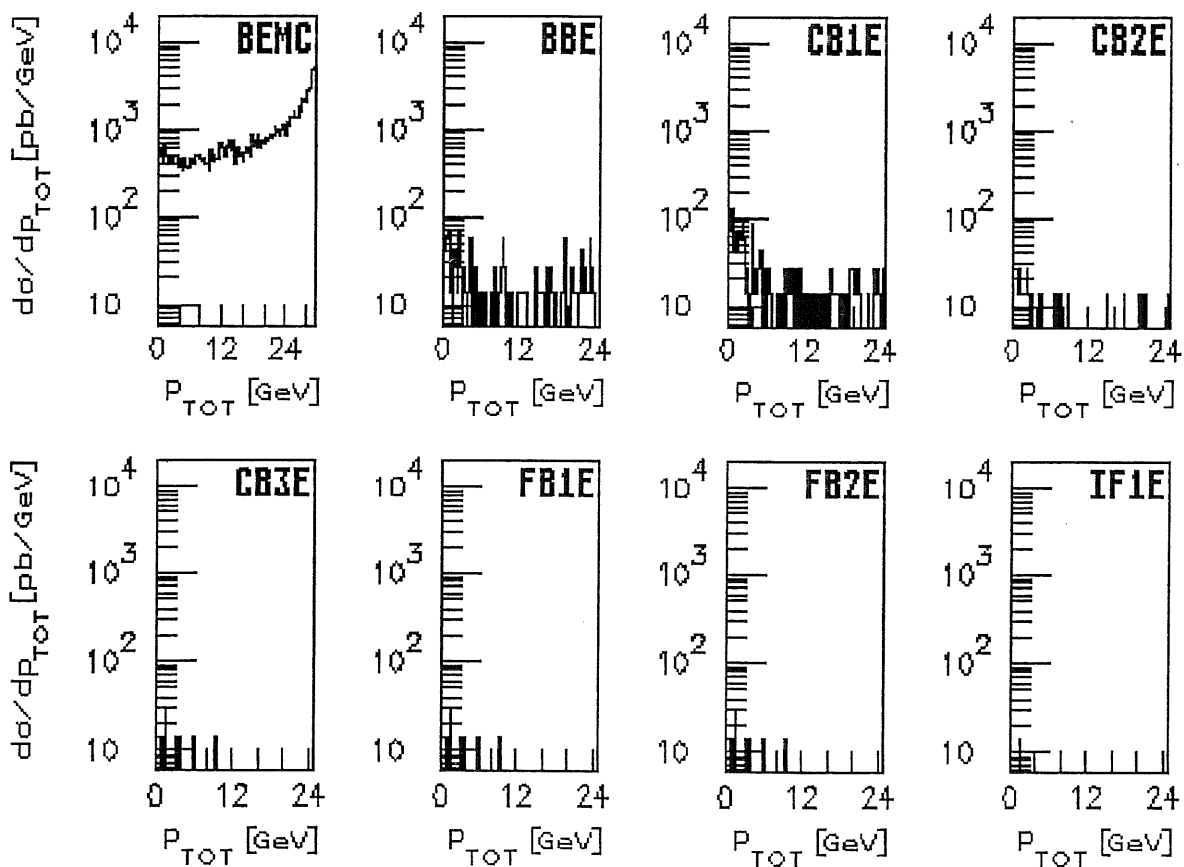 BEMC BBE CB1E CB2E
dσ/dp_TOT [pb/GeV]
10^4 10^4 10^4 10^4
10^3 10^3 10^3 10^3
10^2 10^2 10^2 10^2
10 10 10 10
0 12 24 0 12 24 0 12 24 0 12 24
P_TOT [GeV] P_TOT [GeV] P_TOT [GeV] P_TOT [GeV]
CB3E FB1E FB2E IF1E
dσ/dp_TOT [pb/GeV]
10^4 10^4 10^4 10^4
10^3 10^3 10^3 10^3
10^2 10^2 10^2 10^2
10 10 10 10
0 12 24 0 12 24 0 12 24 0 12 24
P_TOT [GeV] P_TOT [GeV] P_TOT [GeV] P_TOT [GeV]